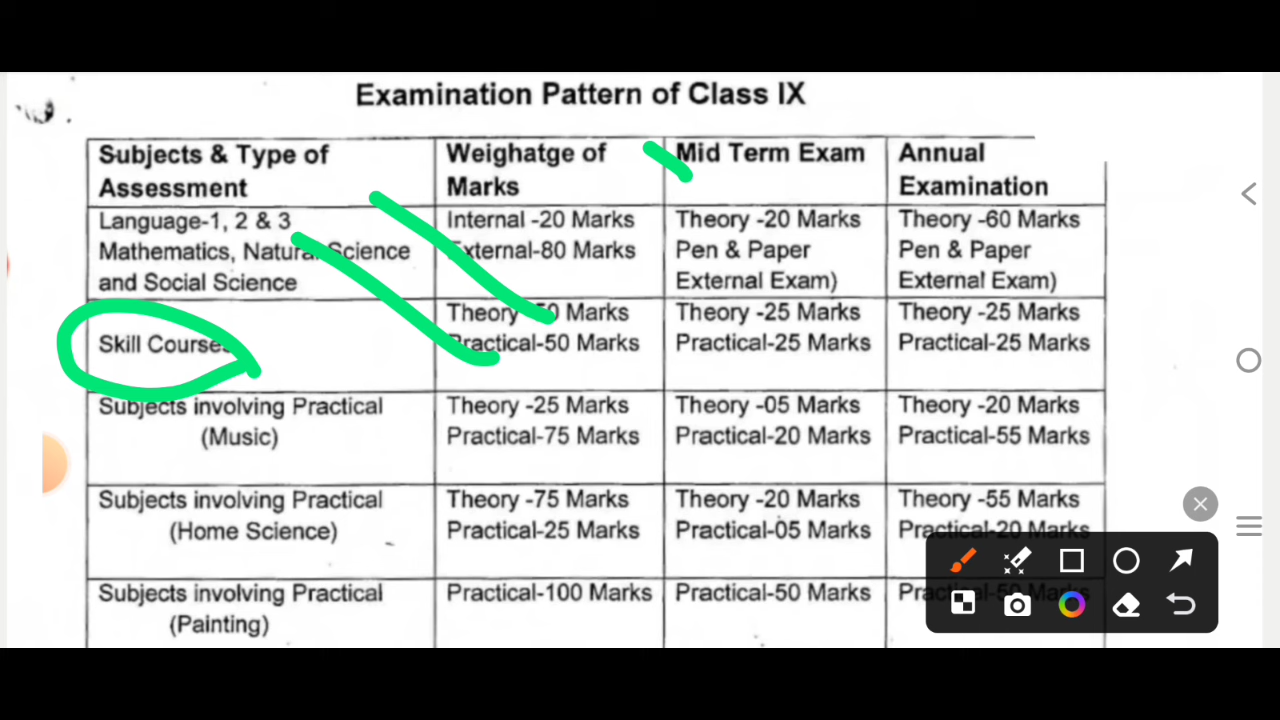 Examination Pattern of Class IX
Subjects & Type of Assessment
Weighatge of Marks
Mid Term Exam
Annual Examination
Language-1, 2 & 3
Mathematics, Natural Science
and Social Science
Internal -20 Marks
External-80 Marks
Theory -20 Marks
Pen & Paper
External Exam)
Theory -60 Marks
Pen & Paper
External Exam)
Skill Courses
Theory -50 Marks
Practical-50 Marks
Theory -25 Marks
Practical-25 Marks
Theory -25 Marks
Practical-25 Marks
Subjects involving Practical
(Music)
Theory -25 Marks
Practical-75 Marks
Theory -05 Marks
Practical-20 Marks
Theory -20 Marks
Practical-55 Marks
Subjects involving Practical
(Home Science)
Theory -75 Marks
Practical-25 Marks
Theory -20 Marks
Practical-05 Marks
Theory -55 Marks
Practical-20 Marks
Subjects involving Practical
(Painting)
Practical-100 Marks
Practical-50 Marks
Practical-50 Marks